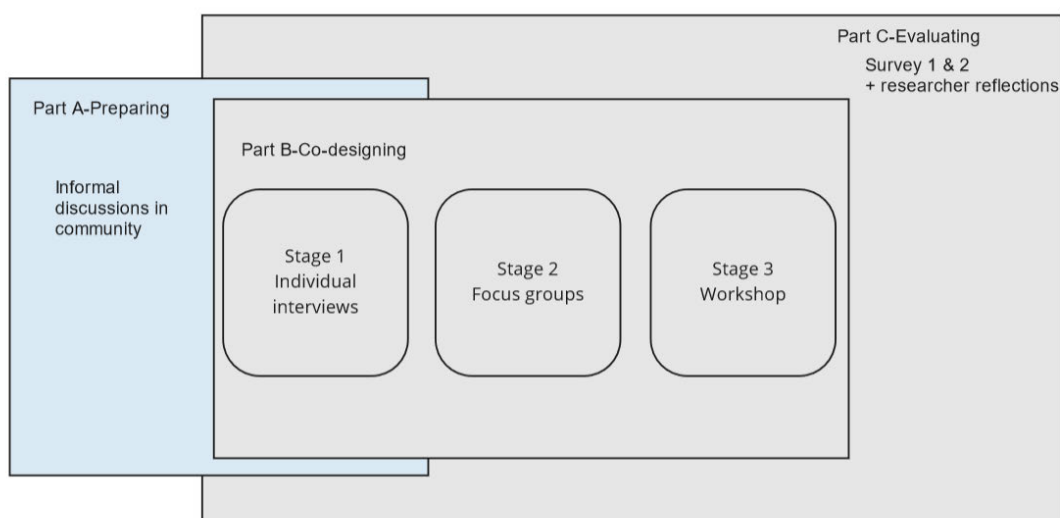 Part C-Evaluating
Survey 1 & 2
+ researcher reflections
Part A-Preparing
Informal
discussions in
community
Part B-Co-designing
Stage 1
Individual
interviews
Stage 2
Focus groups
Stage 3
Workshop